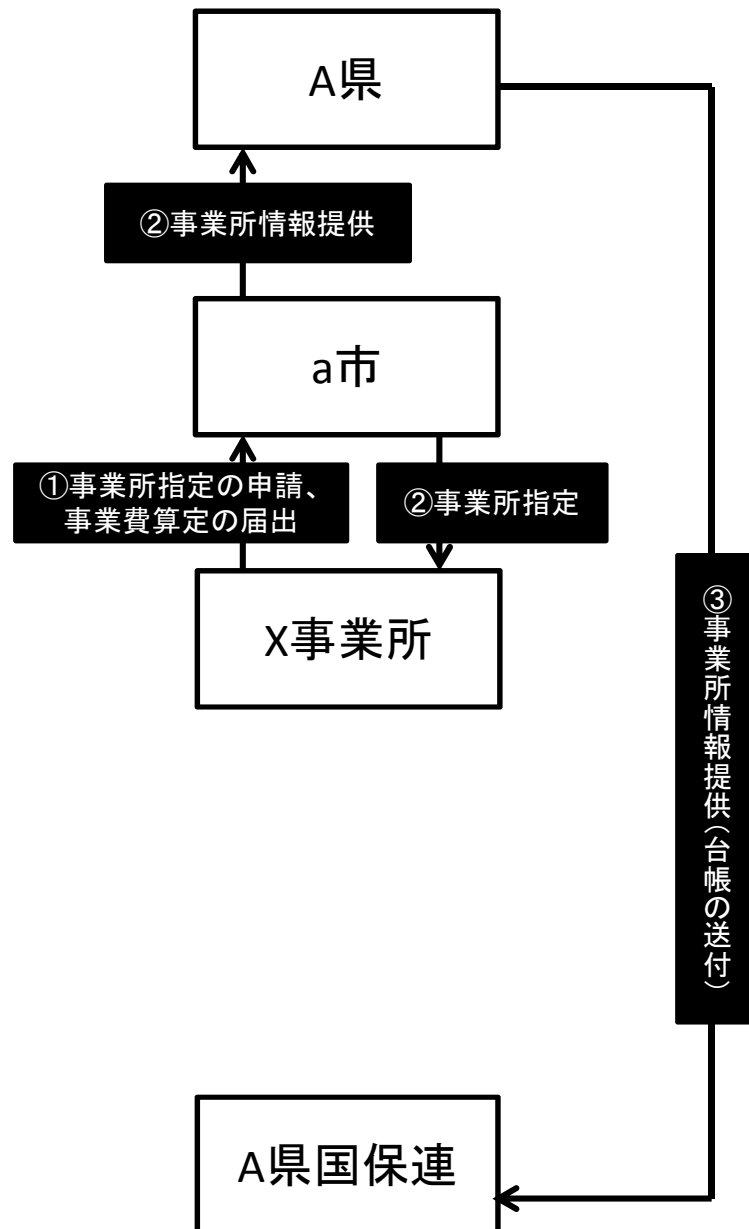 A県
②事業所情報提供
a市
①事業所指定の申請、
事業費算定の届出
②事業所指定
X事業所
③事業所情報提供（台帳の送付）
A県国保連